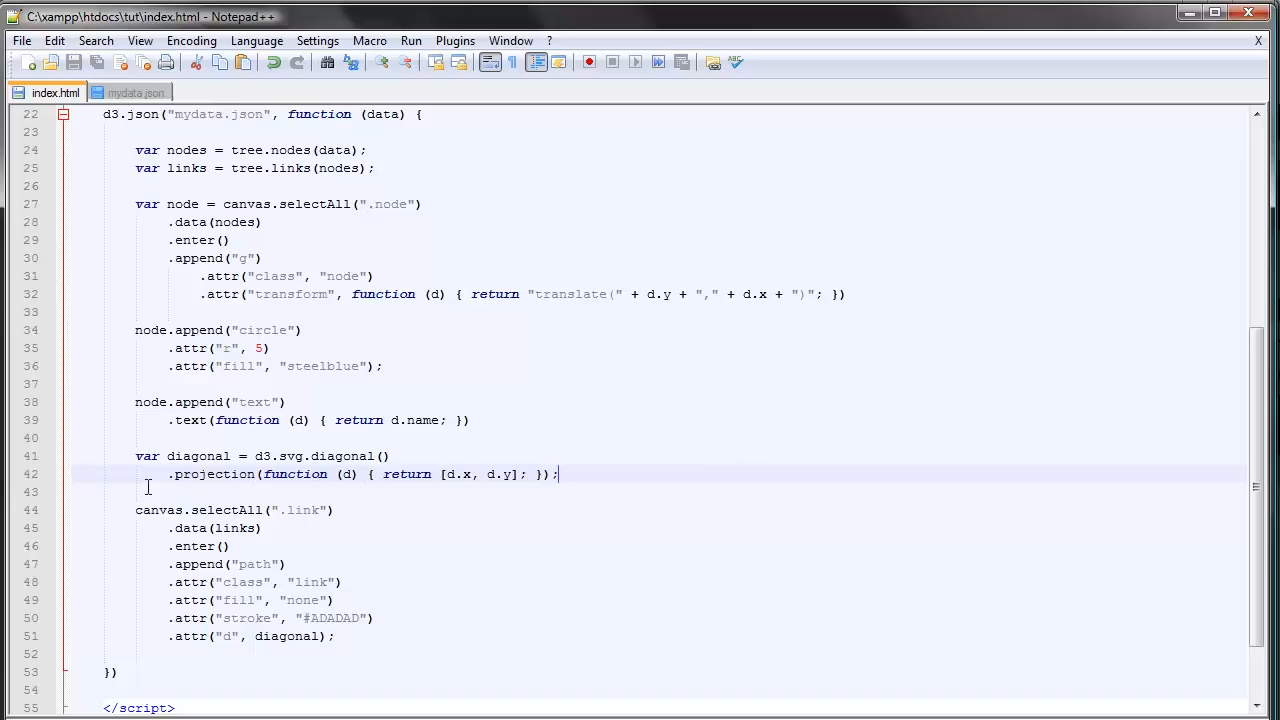 C:\xampp\htdocs\tut\index.html - Notepad++
File Edit Search View Encoding Language Settings Macro Run Plugins Window ? X
index.html mydata.json
22 d3.json("mydata.json", function (data) {
23
24 var nodes = tree.nodes(data);
25 var links = tree.links(nodes);
26
27 var node = canvas.selectAll(".node")
28 .data(nodes)
29 .enter()
30 .append("g")
31 .attr("class", "node")
32 .attr("transform", function (d) { return "translate(" + d.y + "," + d.x + ")"; })
33
34 node.append("circle")
35 .attr("r", 5)
36 .attr("fill", "steelblue");
37
38 node.append("text")
39 .text(function (d) { return d.name; })
40
41 var diagonal = d3.svg.diagonal()
42 .projection(function (d) { return [d.x, d.y]; });
43
44 canvas.selectAll(".link")
45 .data(links)
46 .enter()
47 .append("path")
48 .attr("class", "link")
49 .attr("fill", "none")
50 .attr("stroke", "#ADADAD")
51 .attr("d", diagonal);
52
53 })
54
55 </script>